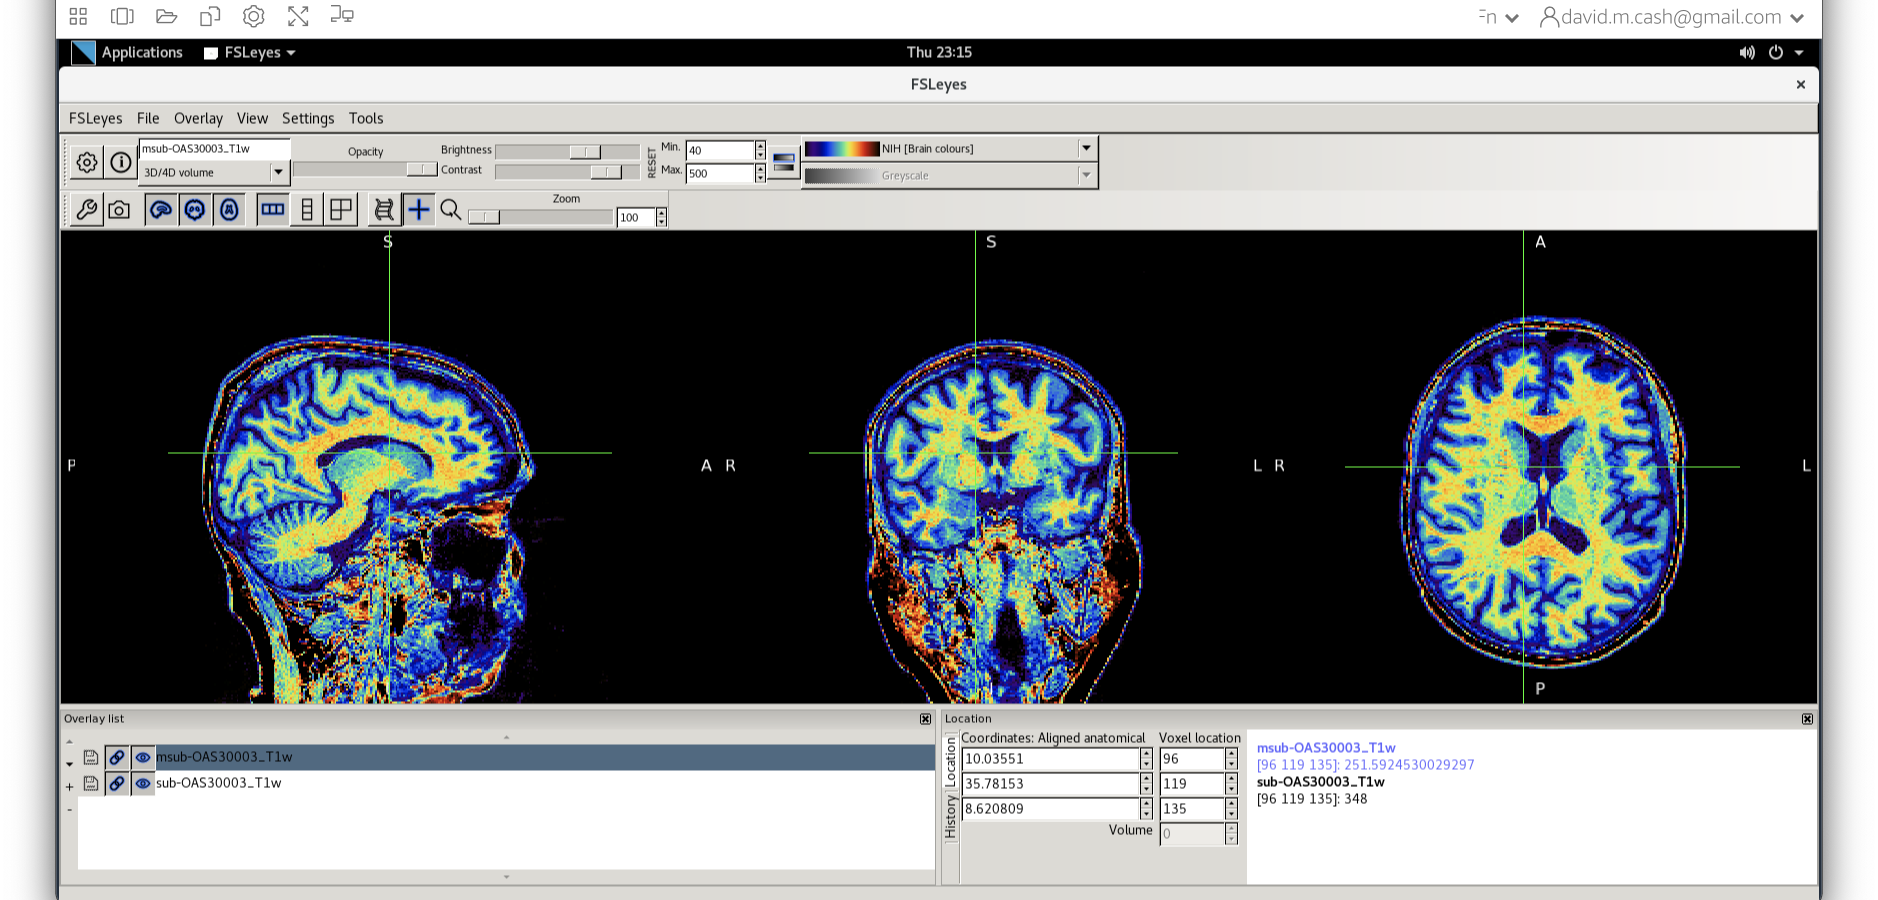 david.m.cash@gmail.com
Applications FSLeyes Thu 23:15
FSLeyes
FSLeyes File Overlay View Settings Tools
msub-OAS30003_T1w
3D/4D volume
Opacity
Brightness
Contrast
RESET
Min. 40
Max. 500
NIH [Brain colours]
Greyscale
Zoom
100
S S A
P A R L R L
P
Overlay list
msub-OAS30003_T1w
sub-OAS30003_T1w
Location
Location
History
Coordinates: Aligned anatomical Voxel location
10.03551 96
35.78153 119
8.620809 135
Volume 0
msub-OAS30003_T1w
[96 119 135]: 251.5924530029297
sub-OAS30003_T1w
[96 119 135]: 348